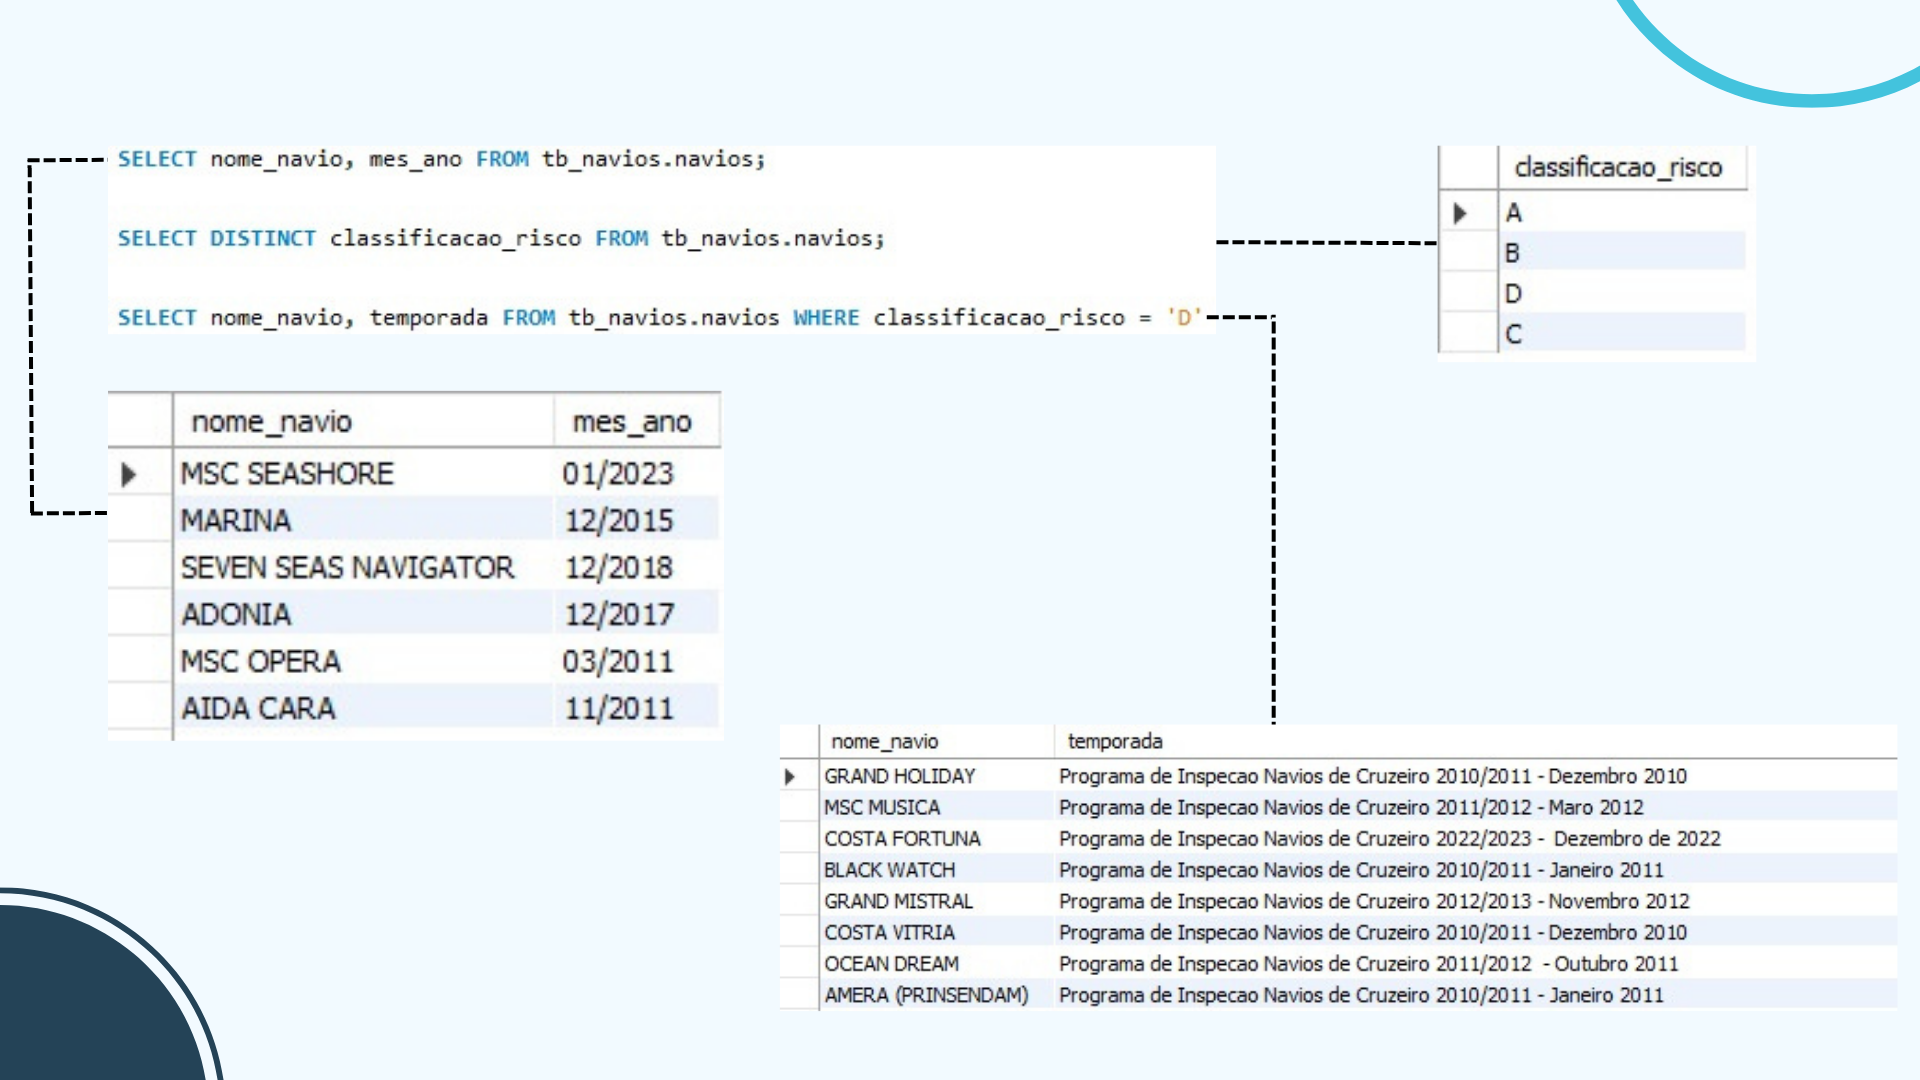 SELECT nome_navio, mes_ano FROM tb_navios.navios;
SELECT DISTINCT classificacao_risco FROM tb_navios.navios;
SELECT nome_navio, temporada FROM tb_navios.navios WHERE classificacao_risco = 'D'
classificacao_risco
A
B
D
C
nome_navio mes_ano
MSC SEASHORE 01/2023
MARINA 12/2015
SEVEN SEAS NAVIGATOR 12/2018
ADONIA 12/2017
MSC OPERA 03/2011
AIDA CARA 11/2011
nome_navio temporada
GRAND HOLIDAY Programa de Inspecao Navios de Cruzeiro 2010/2011 - Dezembro 2010
MSC MUSICA Programa de Inspecao Navios de Cruzeiro 2011/2012 - Maro 2012
COSTA FORTUNA Programa de Inspecao Navios de Cruzeiro 2022/2023 - Dezembro de 2022
BLACK WATCH Programa de Inspecao Navios de Cruzeiro 2010/2011 - Janeiro 2011
GRAND MISTRAL Programa de Inspecao Navios de Cruzeiro 2012/2013 - Novembro 2012
COSTA VITRIA Programa de Inspecao Navios de Cruzeiro 2010/2011 - Dezembro 2010
OCEAN DREAM Programa de Inspecao Navios de Cruzeiro 2011/2012 - Outubro 2011
AMERA (PRINSENDAM) Programa de Inspecao Navios de Cruzeiro 2010/2011 - Janeiro 2011